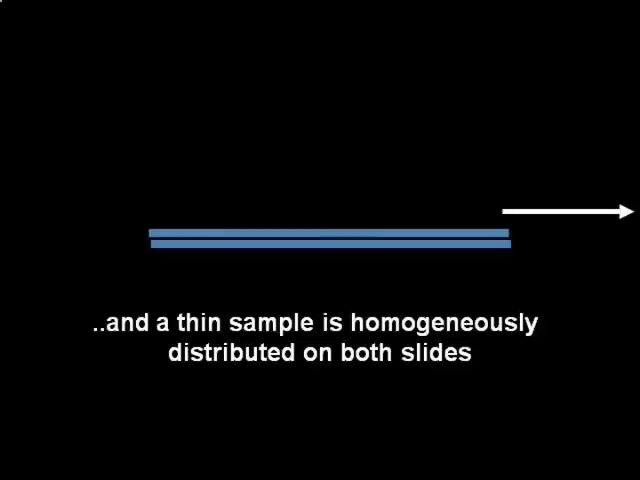 ..and a thin sample is homogeneously
distributed on both slides